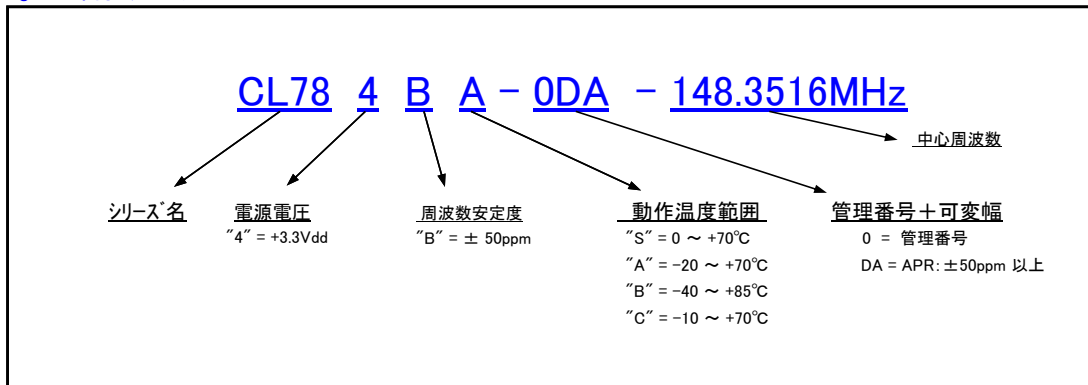 CL78 4 B A - 0DA - 148.3516MHz
中心周波数
シリーズ名
電源電圧
"4" = +3.3Vdd
周波数安定度
"B" = ± 50ppm
動作温度範囲
"S" = 0 ～ +70℃
"A" = -20 ～ +70℃
"B" = -40 ～ +85℃
"C" = -10 ～ +70℃
管理番号+可変幅
0 = 管理番号
DA = APR: ±50ppm 以上